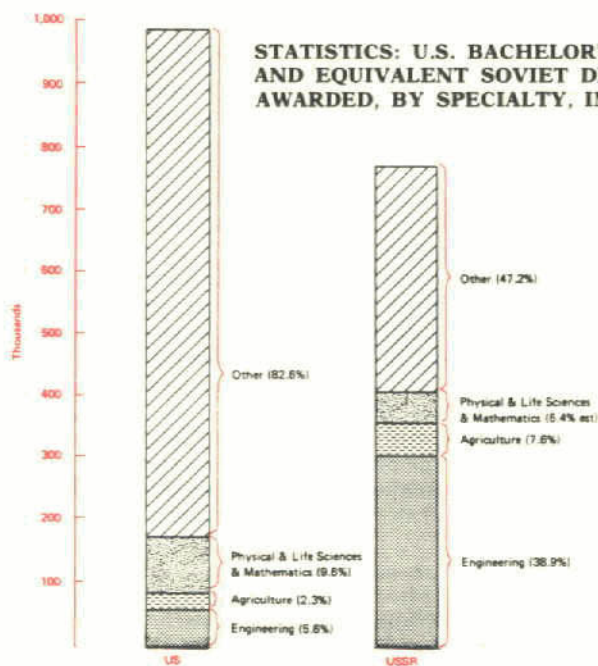 STATISTICS: U.S. BACHELOR'
AND EQUIVALENT SOVIET
AWARDED, BY SPECIALTY,
1,000
900
800
700
600
500
400
300
200
100
Thousands
Other (82.6%)
Physical & Life Sciences
& Mathematics (9.6%)
Agriculture (2.3%)
Engineering (5.6%)
US
Other (47.2%)
Physical & Life Sciences
& Mathematics (6.4% est)
Agriculture (7.6%)
Engineering (38.9%)
USSR